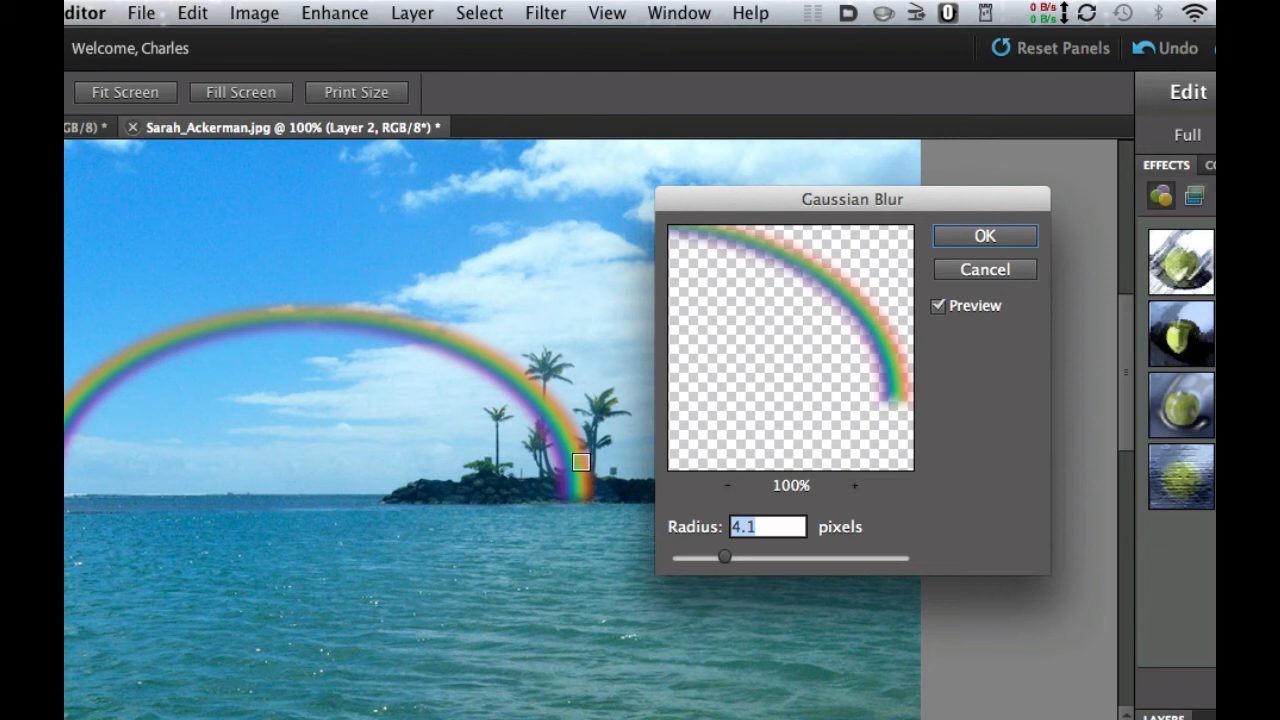 ditor File Edit Image Enhance Layer Select Filter View Window Help 0 B/s
0 B/s
Welcome, Charles Reset Panels Undo
Fit Screen Fill Screen Print Size Edit
GB/8) * Sarah_Ackerman.jpg @ 100% (Layer 2, RGB/8*) *
Full
EFFECTS CO
Gaussian Blur
OK
Cancel
Preview
- 100% +
Radius: 4.1 pixels
LAYERS